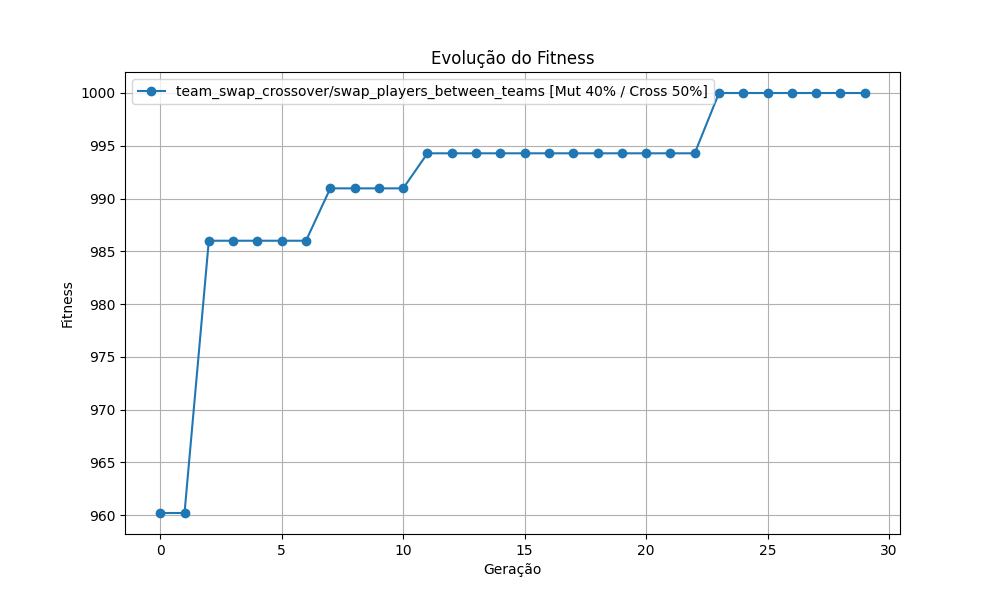 Evolução do Fitness
team_swap_crossover/swap_players_between_teams [Mut 40% / Cross 50%]
1000
995
990
985
980
975
970
965
960
Fitness
0 5 10 15 20 25 30
Geração